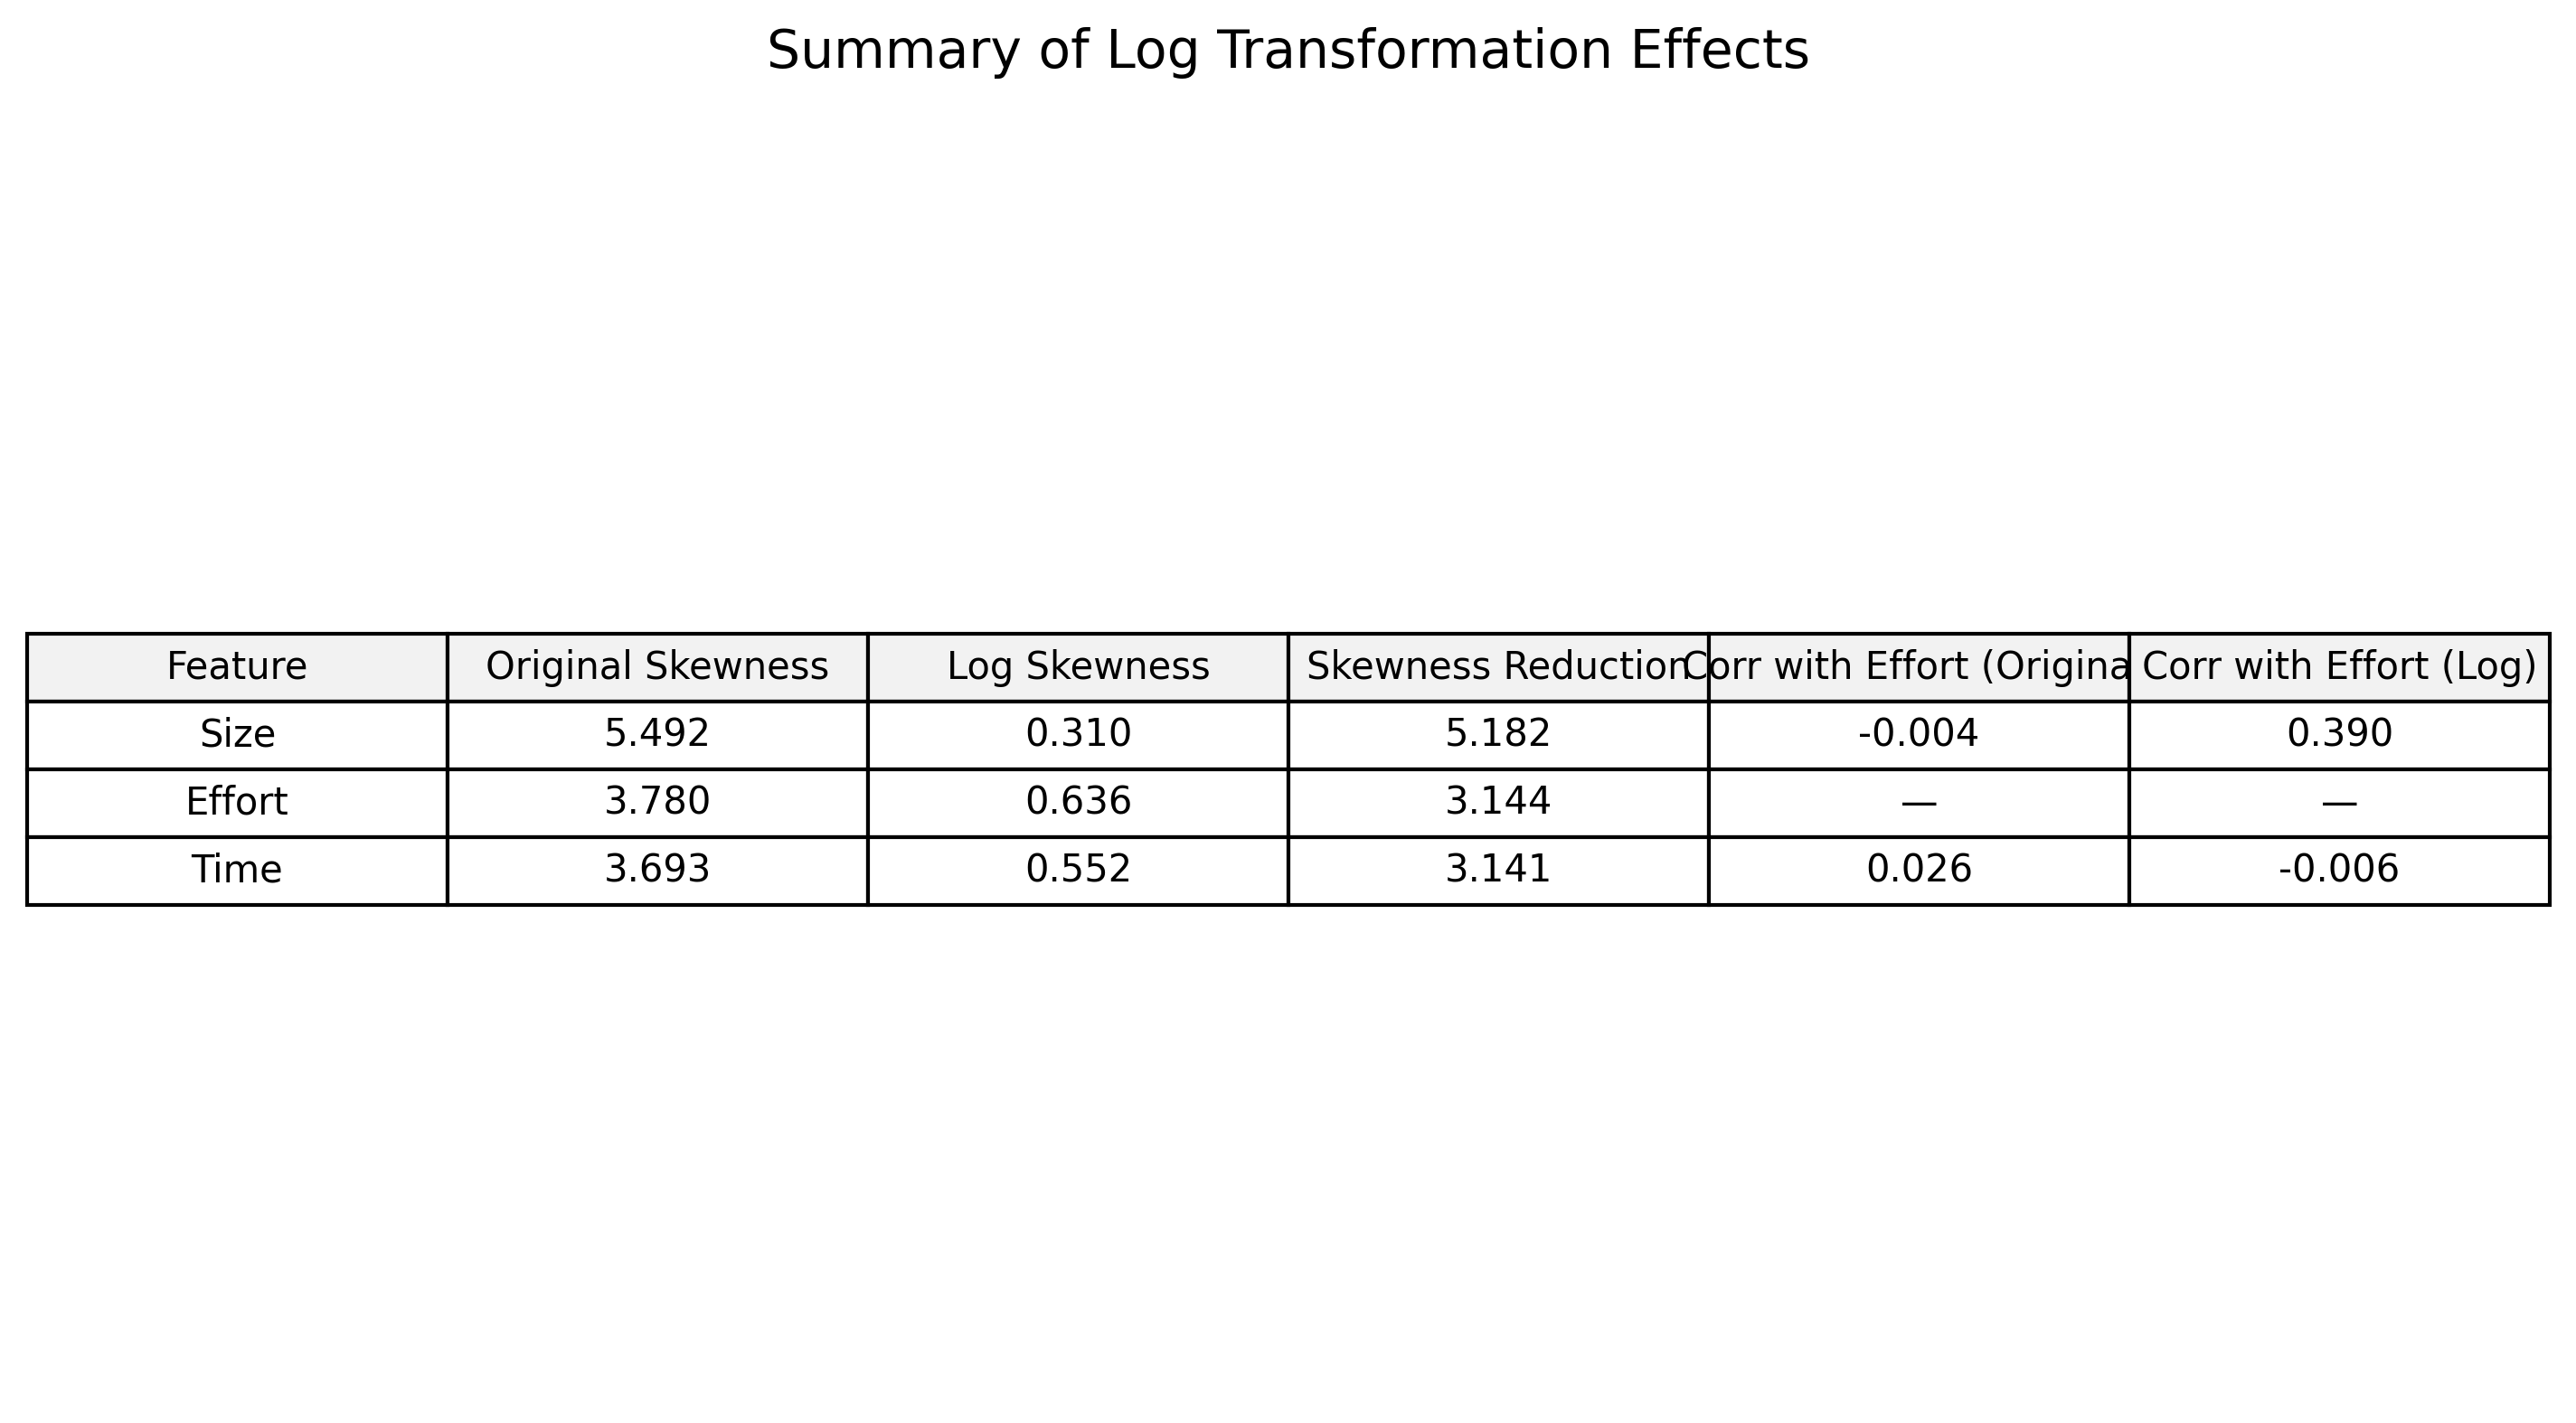 Summary of Log Transformation Effects
Feature Original Skewness Log Skewness Skewness Reduction Corr with Effort (Origina Corr with Effort (Log)
Size 5.492 0.310 5.182 -0.004 0.390
Effort 3.780 0.636 3.144 — —
Time 3.693 0.552 3.141 0.026 -0.006